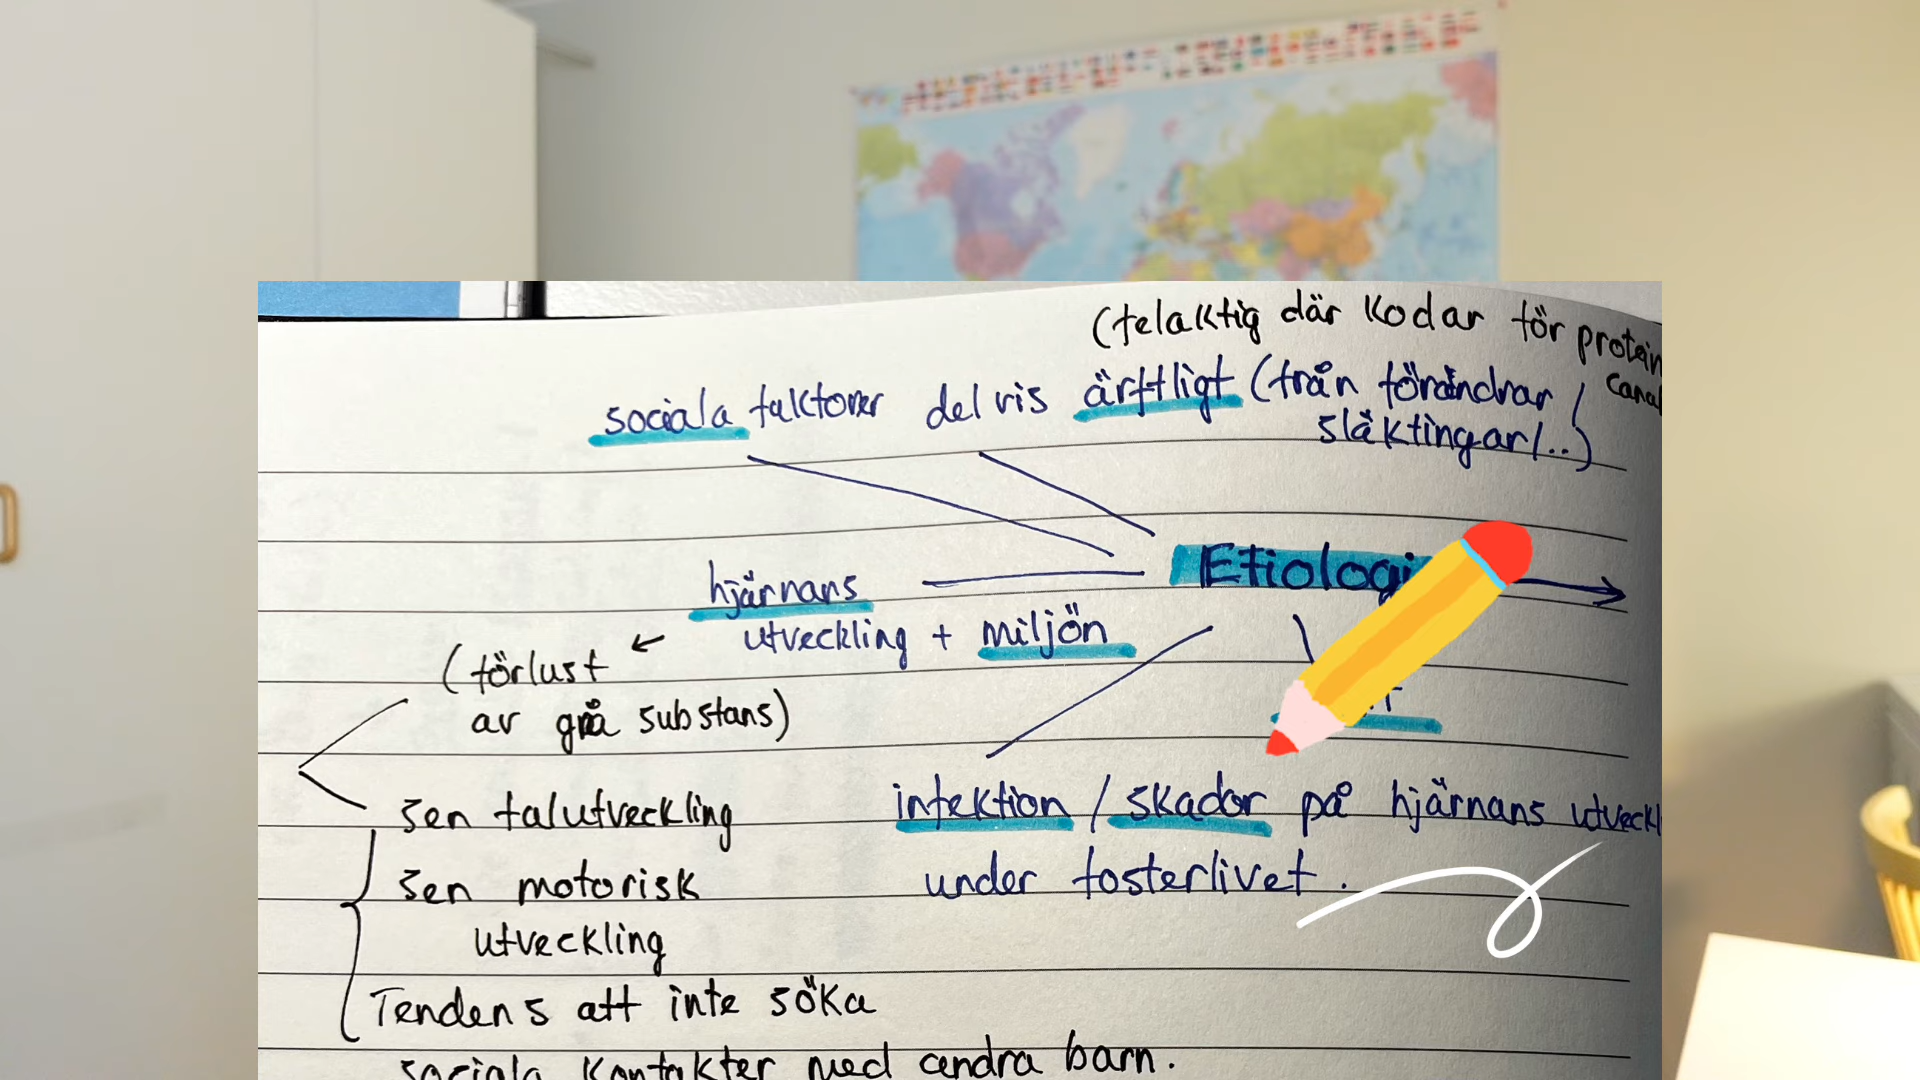 (felaktig där kodar för protein
sociala faktorer delvis ärftligt (från förändrar /
släktingar/..)
Etiologi
hjärnans
utveckling + miljön
(förlust
av grå substans)
infektion / skador på hjärnans
under fosterlivet.
sen talutveckling
sen motorisk
utveckling
Tendens att inte söka
sociala kontakter med andra barn.